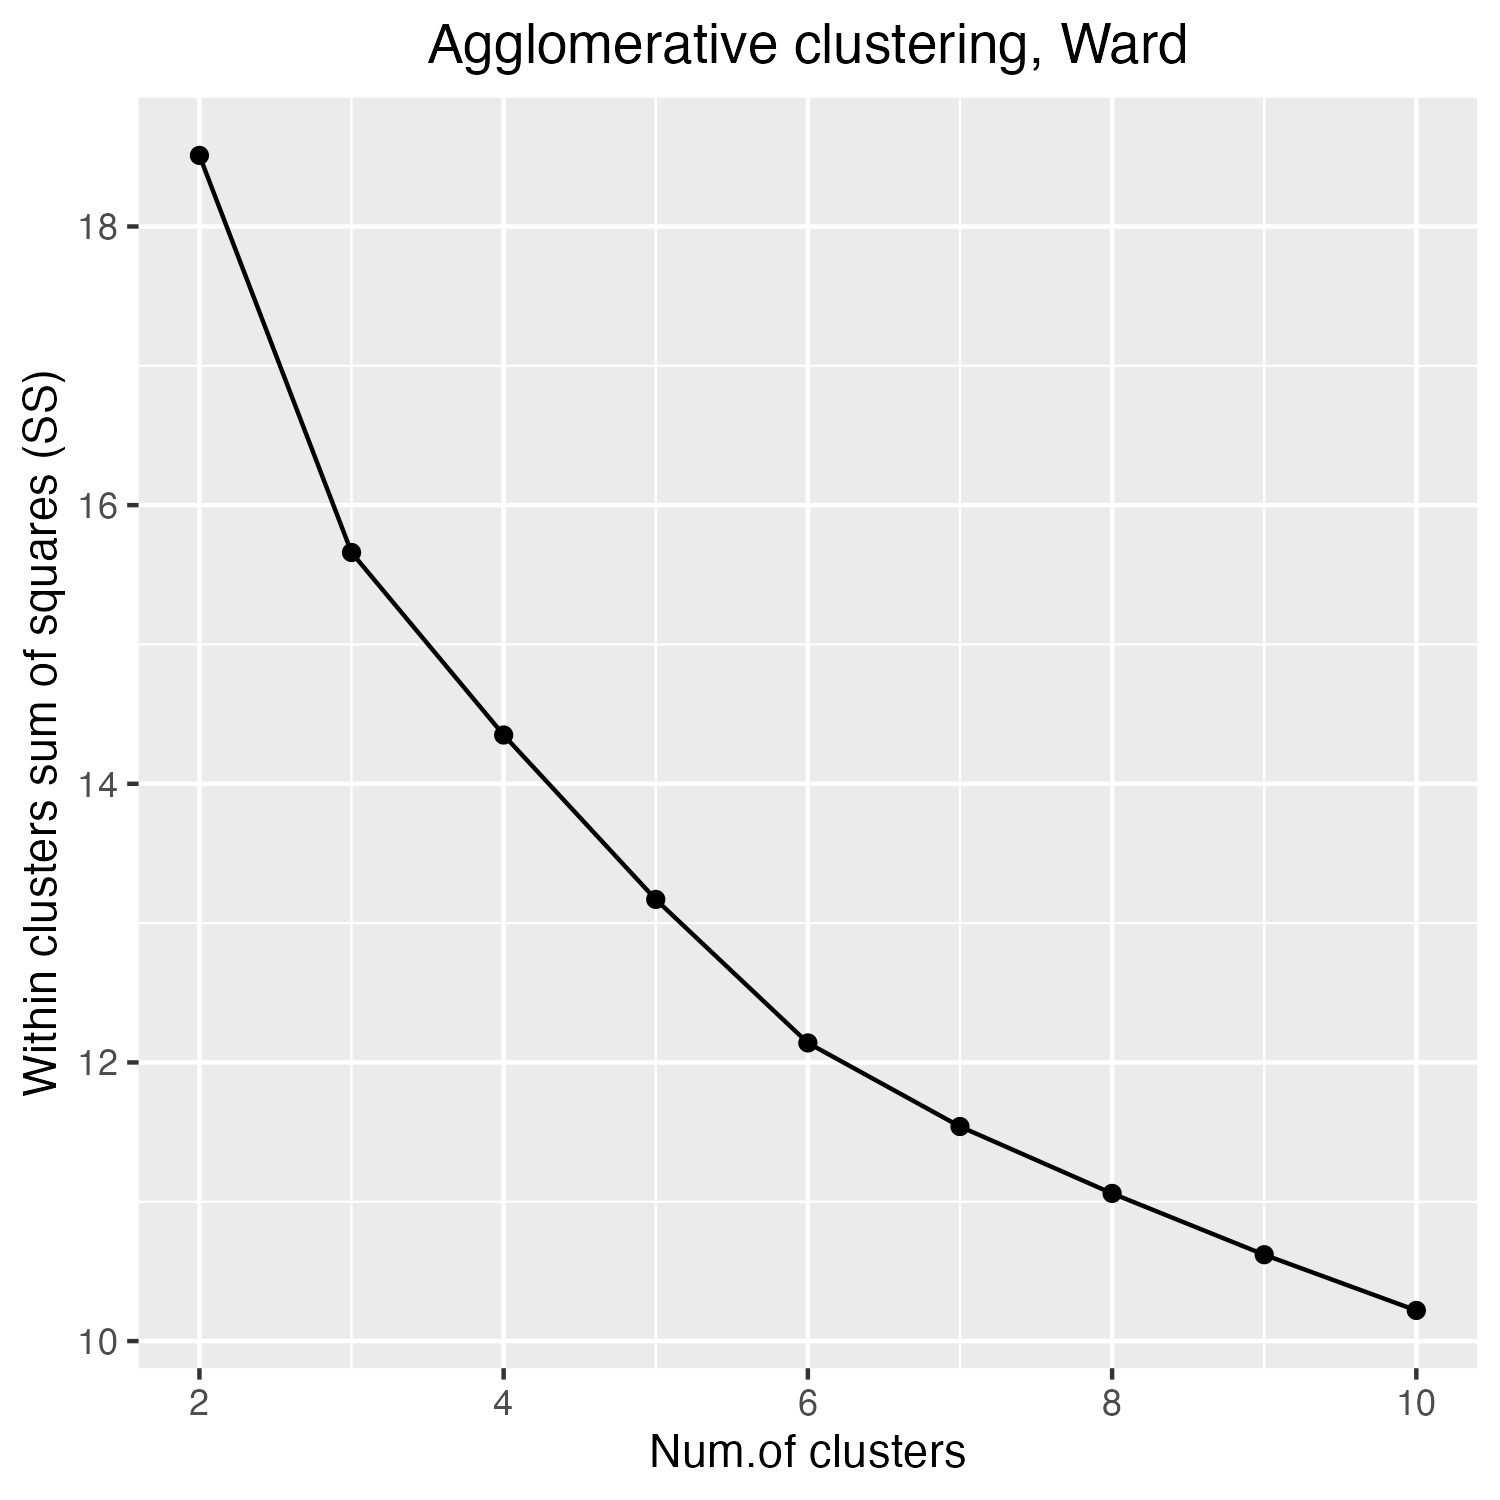 Agglomerative clustering, Ward
Within clusters sum of squares (SS)
18
16
14
12
10
2 4 6 8 10
Num.of clusters